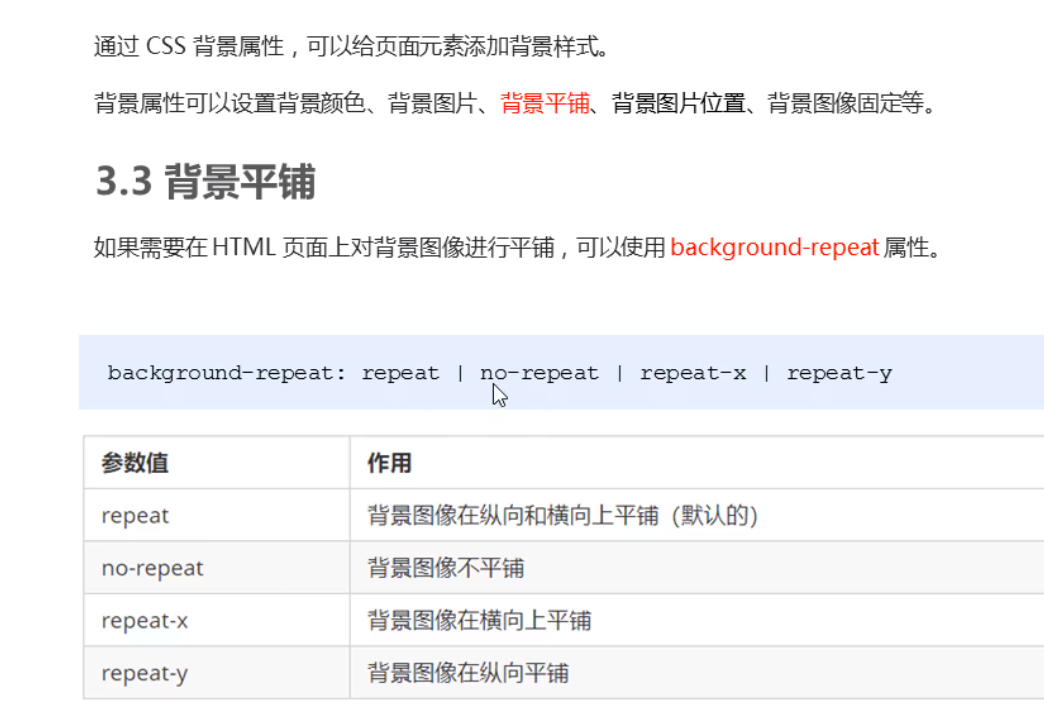 通过 CSS 背景属性，可以给页面元素添加背景样式。
背景属性可以设置背景颜色、背景图片、背景平铺、背景图片位置、背景图像固定等。
3.3 背景平铺
如果需要在 HTML 页面上对背景图像进行平铺，可以使用 background-repeat 属性。
background-repeat: repeat | no-repeat | repeat-x | repeat-y
参数值 作用
repeat 背景图像在纵向和横向上平铺（默认的）
no-repeat 背景图像不平铺
repeat-x 背景图像在横向上平铺
repeat-y 背景图像在纵向平铺